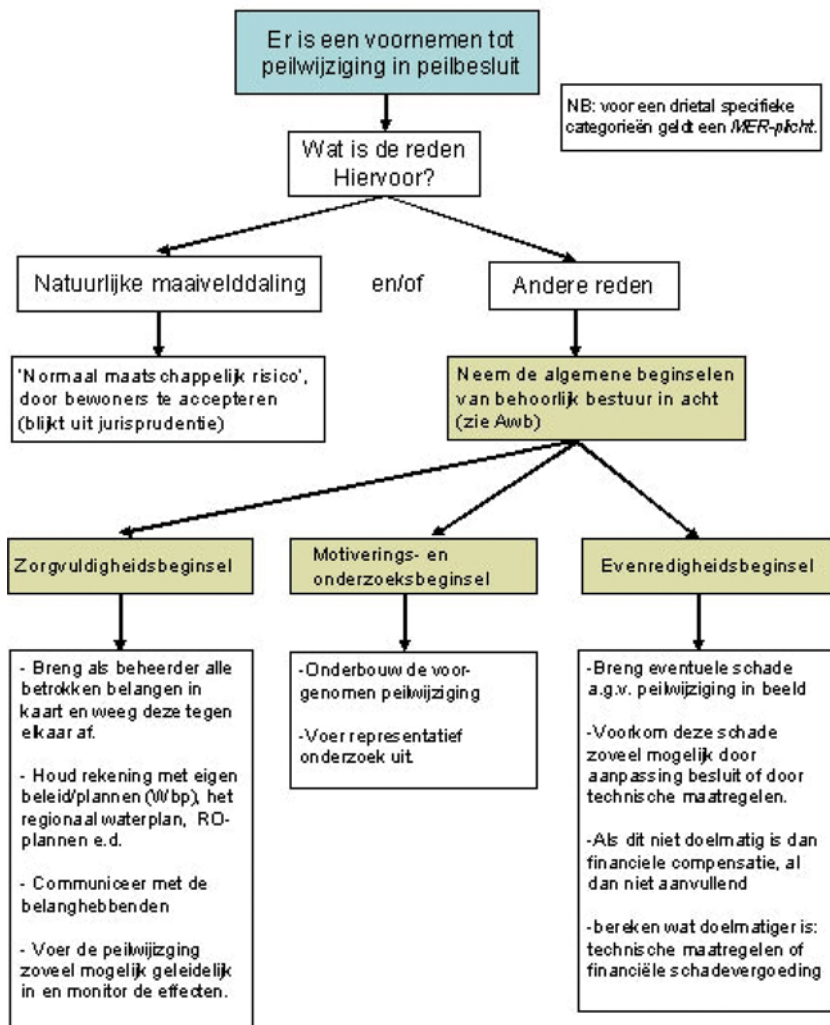 Er is een voornemen tot
peilwijziging in peilbesluit
NB: voor een drietal specifieke
categorieën geldt een MER-plicht.
Wat is de reden
Hiervoor?
Natuurlijke maaivelddaling
en/of
Andere reden
'Normaal maatschappelijk risico',
door bewoners te accepteren
(blijkt uit jurisprudentie)
Neem de algemene beginselen
van behoorlijk bestuur in acht
(zie Awb)
Zorgvuldigheidsbeginsel
Motiverings- en
onderzoeksbeginsel
Evenredigheidsbeginsel
- Breng als beheerder alle
betrokken belangen in
kaart en weeg deze tegen
elkaar af.
- Houd rekening met eigen
beleid/plannen (Wbp), het
regionaal waterplan, RO-
plannen e.d.
- Communiceer met de
belanghebbenden
- Voer de peilwijizging
zoveel mogelijk geleidelijk
in en monitor de effecten.
-Onderbouw de voor-
genomen peilwijziging
-Voer representatief
onderzoek uit.
-Breng eventuele schade
a.g.v. peilwijziging in beeld
-Voorkom deze schade
zoveel mogelijk door
aanpassing besluit of door
technische maatregelen.
-Als dit niet doelmatig is dan
financiele compensatie, al
dan niet aanvullend
-bereken wat doelmatiger is:
technische maatregelen of
financiële schadevergoeding